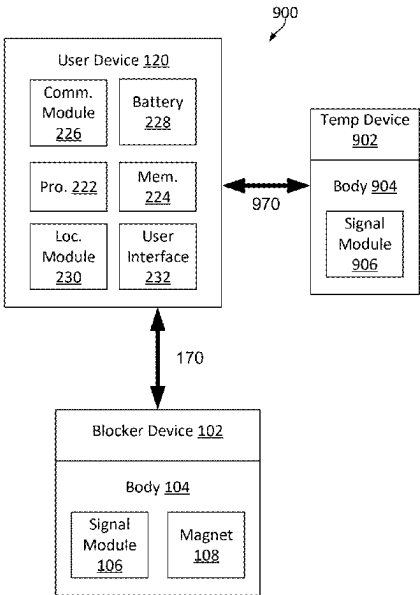 900
User Device 120
Comm.
Module
226
Battery
228
Pro. 222
Mem.
224
Loc.
Module
230
User
Interface
232
970
Temp Device
902
Body 904
Signal
Module
906
170
Blocker Device 102
Body 104
Signal
Module
106
Magnet
108